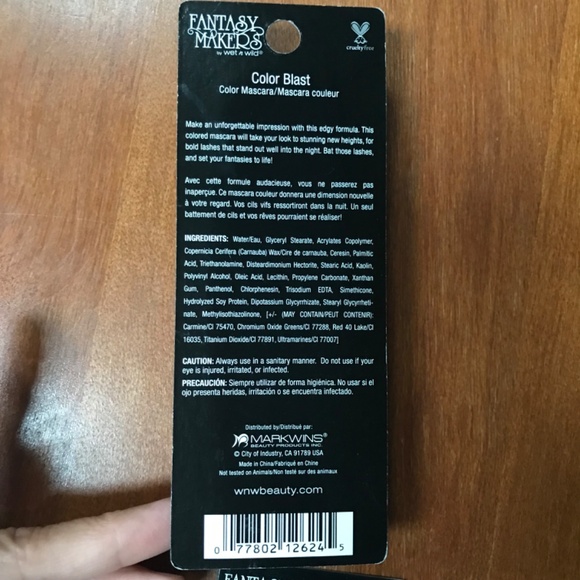 FANTASY
MAKERS
by wet n wild®
crueltyfree
Color Blast
Color Mascara/Mascara couleur
Make an unforgettable impression with this edgy formula. This
colored mascara will take your look to stunning new heights, for
bold lashes that stand out well into the night. Bat those lashes,
and set your fantasies to life!
Avec cette formule audacieuse, vous ne passerez pas
inaperçue. Ce mascara couleur donnera une dimension nouvelle
à votre regard. Vos cils vifs ressortiront dans la nuit. Un seul
battement de cils et vos rêves pourraient se réaliser!
INGREDIENTS: Water/Eau, Glyceryl Stearate, Acrylates Copolymer,
Copernicia Cerifera (Carnauba) Wax/Cire de carnauba, Ceresin, Palmitic
Acid, Triethanolamine, Disteardimonium Hectorite, Stearic Acid, Kaolin,
Polyvinyl Alcohol, Oleic Acid, Lecithin, Propylene Carbonate, Xanthan
Gum, Panthenol, Chlorphenesin, Trisodium EDTA, Simethicone,
Hydrolyzed Soy Protein, Dipotassium Glycyrrhizate, Stearyl Glycyrrheti-
nate, Methylisothiazolinone, [+/- (MAY CONTAIN/PEUT CONTENIR):
Carmine/CI 75470, Chromium Oxide Greens/CI 77288, Red 40 Lake/CI
16035, Titanium Dioxide/CI 77891, Ultramarines/CI 77007]
CAUTION: Always use in a sanitary manner. Do not use if your
eye is injured, irritated, or infected.
PRECAUCIÓN: Siempre utilizar de forma higiénica. No usar si el
ojo presenta heridas, irritación o se encuentra infectado.
Distributed by/Distribué par:
MARKWINS®
BEAUTY PRODUCTS INC.
© City of Industry, CA 91789 USA
Made in China/Fabriqué en Chine
Not tested on Animals/Non testé sur des animaux
wnwbeauty.com
0 77802 12624 5